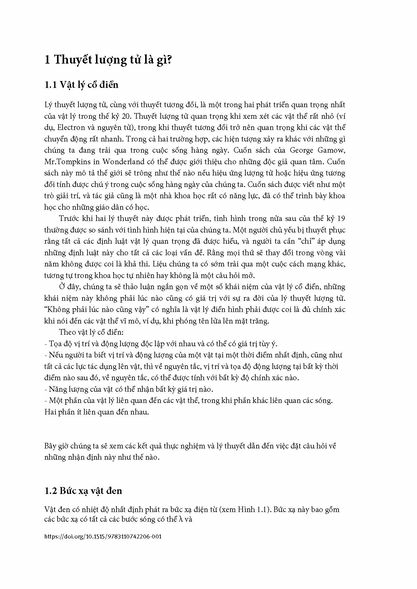 1 Thuyết lượng tử là gì?
1.1 Vật lý cổ điển
Lý thuyết lượng tử, cùng với thuyết tương đối, là một trong hai phát triển quan trọng nhất
của vật lý trong thế kỷ 20. Thuyết lượng tử quan trọng khi xem xét các vật thể rất nhỏ (ví
dụ, Electron và nguyên tử), trong khi thuyết tương đối trở nên quan trọng khi các vật thể
chuyển động rất nhanh. Trong cả hai trường hợp, các hiện tượng xảy ra khác với những gì
chúng ta đang trải qua trong cuộc sống hàng ngày. Cuốn sách của George Gamow,
Mr.Tompkins in Wonderland có thể được giới thiệu cho những độc giả quan tâm. Cuốn
sách này mô tả thế giới sẽ trông như thế nào nếu hiệu ứng lượng tử hoặc hiệu ứng tương
đối tính được chú ý trong cuộc sống hàng ngày của chúng ta. Cuốn sách được viết như một
trò giải trí, và tác giả cũng là một nhà khoa học rất có năng lực, đã có thể trình bày khoa
học cho những giáo dân có học.
Trước khi hai lý thuyết này được phát triển, tình hình trong nửa sau của thế kỷ 19
thường được so sánh với tình hình hiện tại của chúng ta. Một người chủ yếu bị thuyết phục
rằng tất cả các định luật vật lý quan trọng đã được hiểu, và người ta cần "chỉ" áp dụng
những định luật này cho tất cả các loại vấn đề. Rằng mọi thứ sẽ thay đổi trong vòng vài
năm không được coi là khả thi. Liệu chúng ta có sớm trải qua một cuộc cách mạng khác,
tương tự trong khoa học tự nhiên hay không là một câu hỏi mở.
Ở đây, chúng ta sẽ thảo luận ngắn gọn về một số khái niệm của vật lý cổ điển, những
khái niệm này không phải lúc nào cũng có giá trị với sự ra đời của lý thuyết lượng tử.
"Không phải lúc nào cũng vậy" có nghĩa là vật lý điển hình phải được coi là đủ chính xác
khi nói đến các vật thể vĩ mô, ví dụ, khi phóng tên lửa lên mặt trăng.
Theo vật lý cổ điển:
- Tọa độ vị trí và động lượng độc lập với nhau và có thể có giá trị tùy ý.
- Nếu người ta biết vị trí và động lượng của một vật tại một thời điểm nhất định, cũng như
tất cả các lực tác dụng lên vật, thì về nguyên tắc, vị trí và tọa độ động lượng tại bất kỳ thời
điểm nào sau đó, về nguyên tắc, có thể được tính với bất kỳ độ chính xác nào.
- Năng lượng của vật có thể nhận bất kỳ giá trị nào.
- Một phần của vật lý liên quan đến các vật thể, trong khi phần khác liên quan các sóng.
Hai phần ít liên quan đến nhau.
Bây giờ chúng ta sẽ xem các kết quả thực nghiệm và lý thuyết dẫn đến việc đặt câu hỏi về
những nhận định này như thế nào.
1.2 Bức xạ vật đen
Vật đen có nhiệt độ nhất định phát ra bức xạ điện từ (xem Hình 1.1). Bức xạ này bao gồm
các bức xạ có tất cả các bước sóng có thể λ và
https://doi.org/10.1515/9783110742206-001